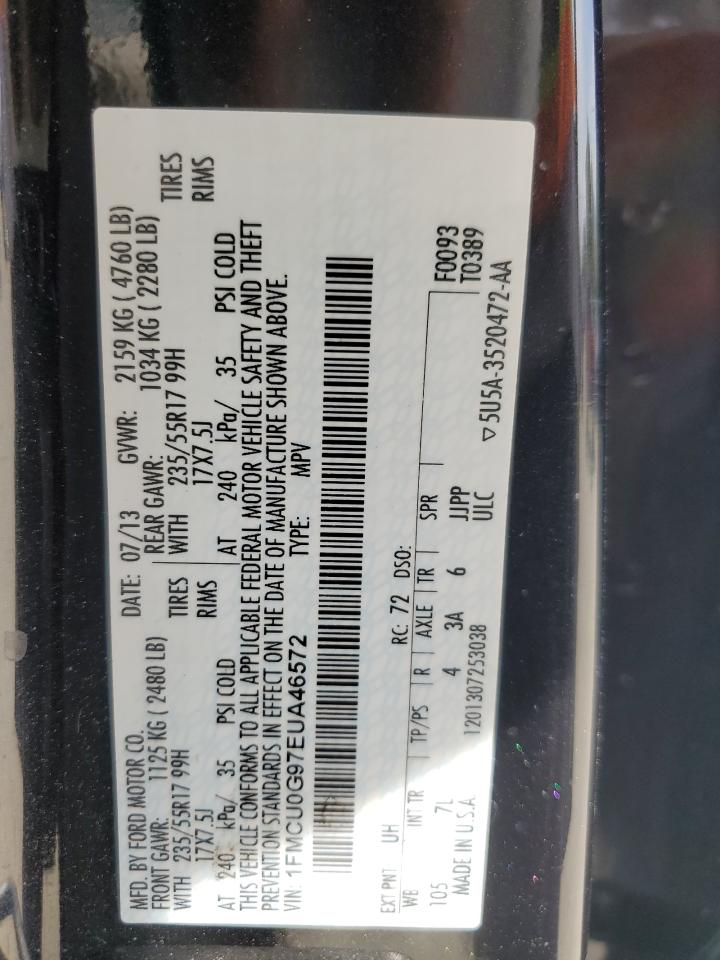 MFD. BY FORD MOTOR CO. DATE: 07/13 GVWR: 2159 KG ( 4760 LB)
FRONT GAWR: 1125 KG ( 2480 LB) REAR GAWR: 1034 KG ( 2280 LB)
WITH 235/55R17 99H TIRES WITH 235/55R17 99H TIRES
17X7.5J RIMS 17X7.5J RIMS
AT 240 kPa/ 35 PSI COLD AT 240 kPa/ 35 PSI COLD
THIS VEHICLE CONFORMS TO ALL APPLICABLE FEDERAL MOTOR VEHICLE SAFETY AND THEFT
PREVENTION STANDARDS IN EFFECT ON THE DATE OF MANUFACTURE SHOWN ABOVE.
VIN: 1FMCU0G97EUA46572 TYPE: MPV
EXT PNT UH RC: 72 DSO:
WB INT TR TP/PS R AXLE TR SPR F0093
105 7L 4 3A 6 JJPP T0389
MADE IN U.S.A. 1201307253038 ULC ▽5U5A-3520472-AA